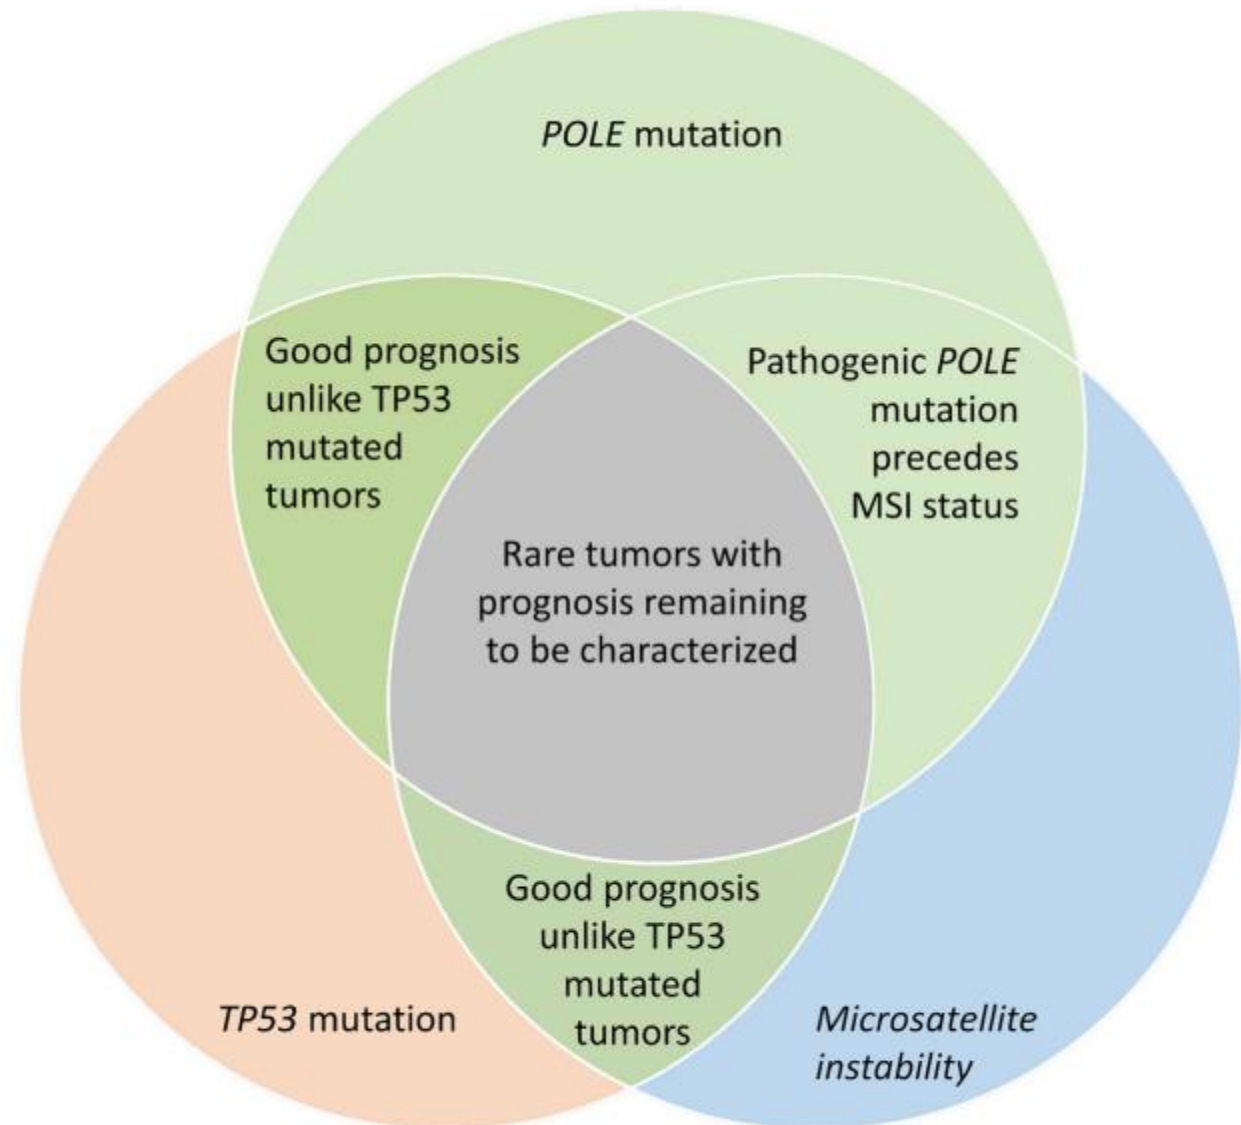 POLE mutation
Good prognosis
unlike TP53
mutated
tumors
Pathogenic POLE
mutation
precedes
MSI status
Rare tumors with
prognosis remaining
to be characterized
Good prognosis
unlike TP53
mutated
tumors
TP53 mutation
Microsatellite
instability